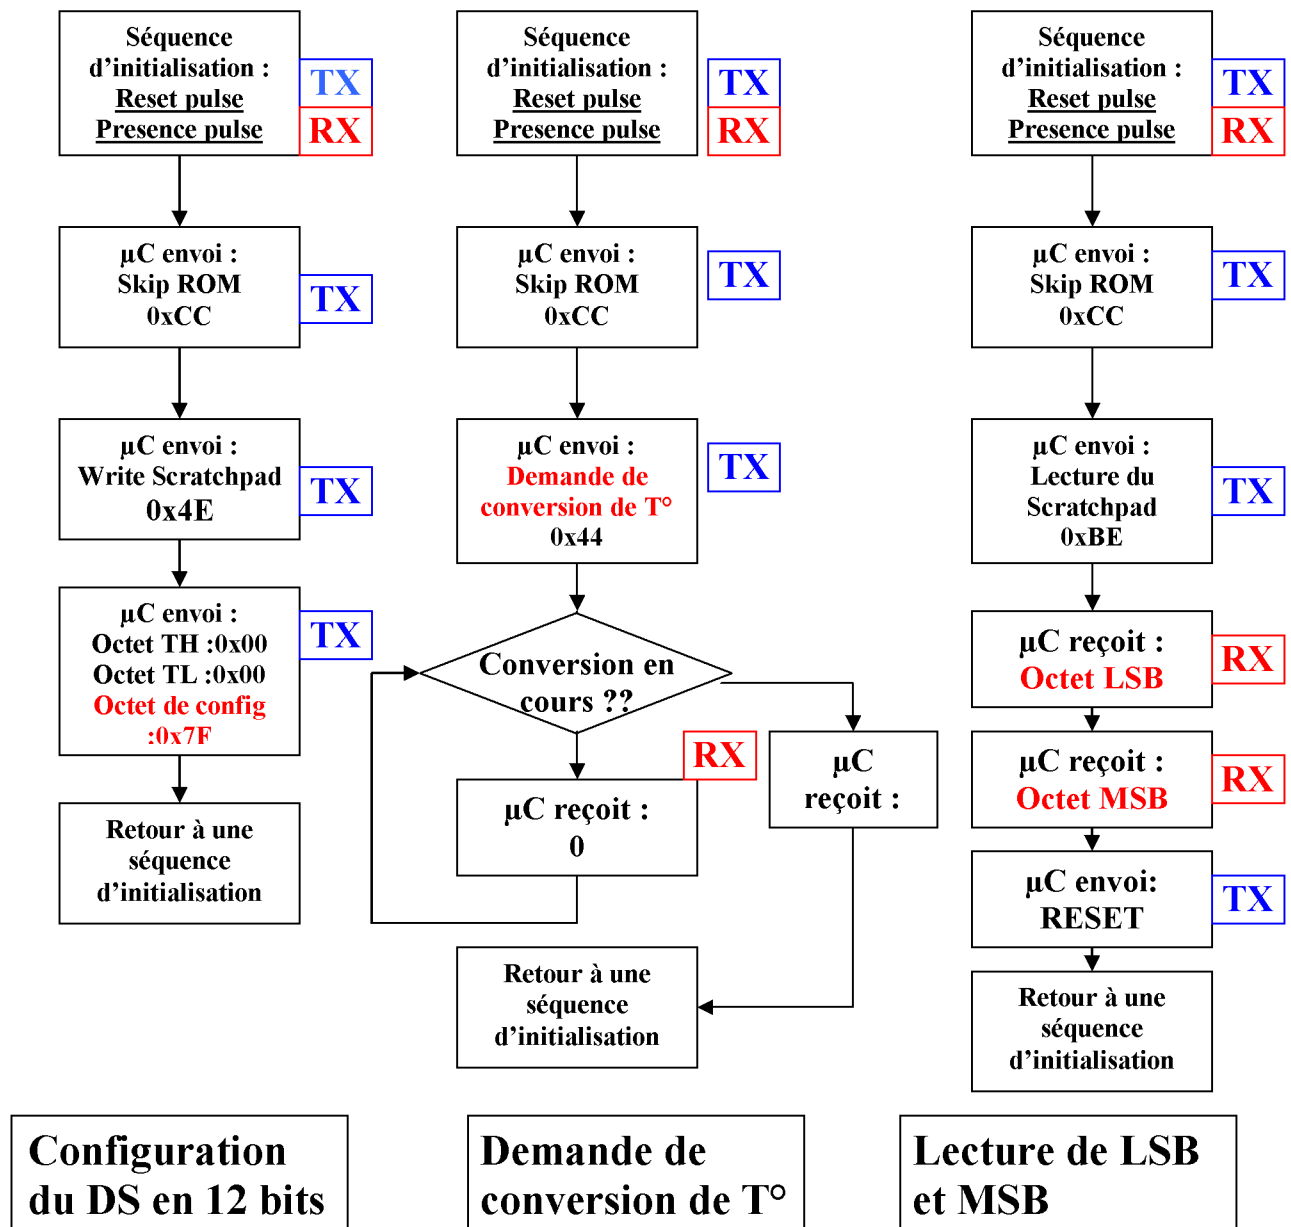 Séquence
d'initialisation :
Reset pulse
Presence pulse
TX
RX
µC envoi :
Skip ROM
0xCC
TX
µC envoi :
Write Scratchpad
0x4E
TX
µC envoi :
Octet TH :0x00
Octet TL :0x00
Octet de config
:0x7F
TX
Retour à une
séquence
d'initialisation
Configuration
du DS en 12 bits
Séquence
d'initialisation :
Reset pulse
Presence pulse
TX
RX
µC envoi :
Skip ROM
0xCC
TX
µC envoi :
Demande de
conversion de T°
0x44
TX
Conversion en
cours ??
RX
µC reçoit :
0
µC
reçoit :
Retour à une
séquence
d'initialisation
Demande de
conversion de T°
Séquence
d'initialisation :
Reset pulse
Presence pulse
TX
RX
µC envoi :
Skip ROM
0xCC
TX
µC envoi :
Lecture du
Scratchpad
0xBE
TX
µC reçoit :
Octet LSB
RX
µC reçoit :
Octet MSB
RX
µC envoi:
RESET
TX
Retour à une
séquence
d'initialisation
Lecture de LSB
et MSB